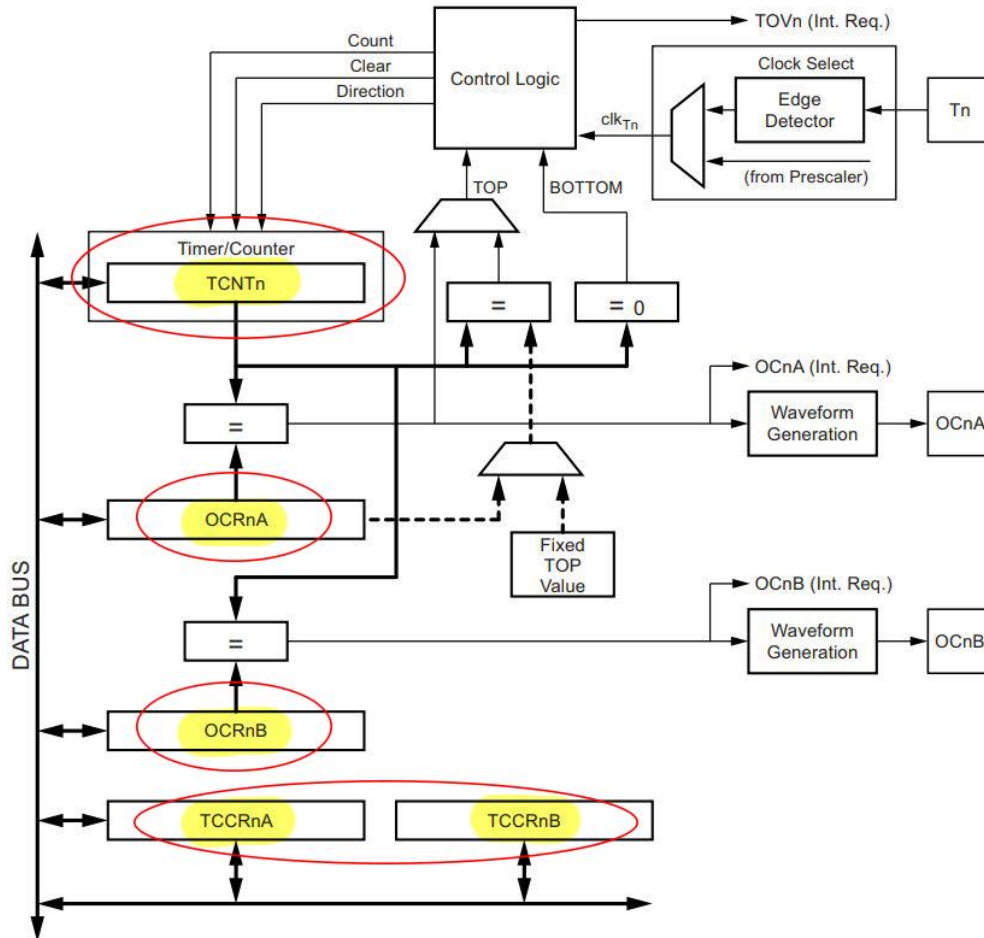 TOVn (Int. Req.)
Count
Clear
Direction
Control Logic
Clock Select
Edge
Detector
Tn
clk_Tn
(from Prescaler)
TOP
BOTTOM
Timer/Counter
TCNTn
=
= 0
OCnA (Int. Req.)
=
Waveform
Generation
OCnA
OCRnA
Fixed
TOP
Value
DATA BUS
OCnB (Int. Req.)
=
Waveform
Generation
OCnB
OCRnB
TCCRnA
TCCRnB